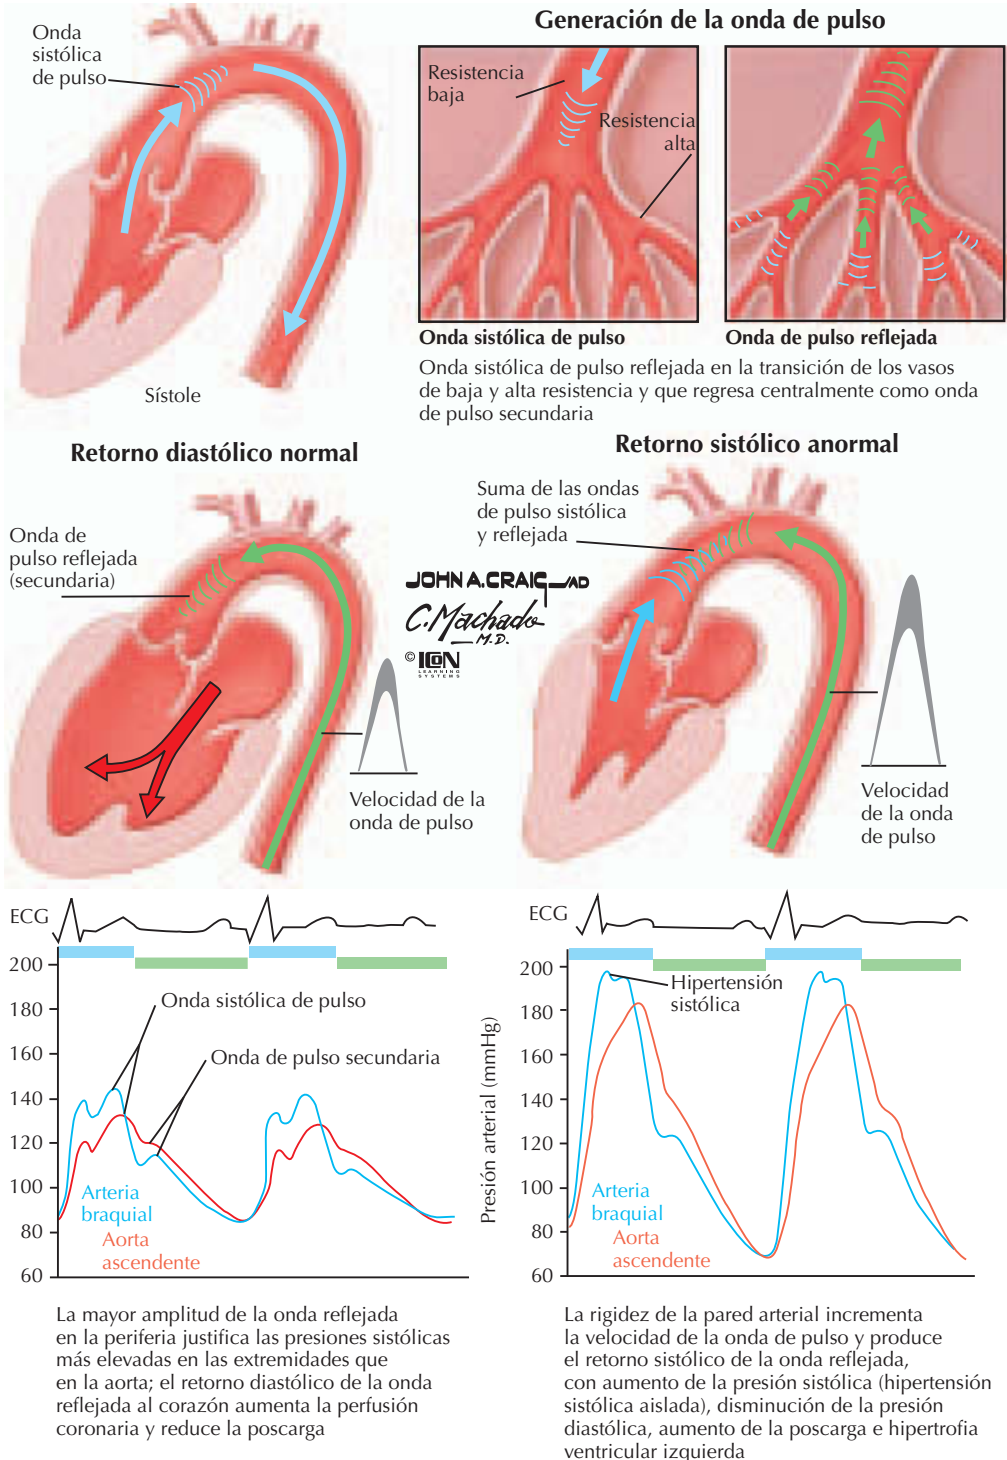 Onda
sistólica
de pulso
Sístole
Generación de la onda de pulso
Resistencia
baja
Resistencia
alta
Onda sistólica de pulso
Onda de pulso reflejada
Onda sistólica de pulso reflejada en la transición de los vasos
de baja y alta resistencia y que regresa centralmente como onda
de pulso secundaria
Retorno diastólico normal
Onda de
pulso reflejada
(secundaria)
Velocidad de la
onda de pulso
JOHN A. CRAIG MD
C. Machado
M.D.
© ICON
LEARNING
SYSTEMS
Retorno sistólico anormal
Suma de las ondas
de pulso sistólica
y reflejada
Velocidad
de la onda
de pulso
ECG
200
180
160
140
120
100
80
60
Onda sistólica de pulso
Onda de pulso secundaria
Arteria
braquial
Aorta
ascendente
La mayor amplitud de la onda reflejada
en la periferia justifica las presiones sistólicas
más elevadas en las extremidades que
en la aorta; el retorno diastólico de la onda
reflejada al corazón aumenta la perfusión
coronaria y reduce la poscarga
ECG
Presión arterial (mmHg)
200
180
160
140
120
100
80
60
Hipertensión
sistólica
Arteria
braquial
Aorta
ascendente
La rigidez de la pared arterial incrementa
la velocidad de la onda de pulso y produce
el retorno sistólico de la onda reflejada,
con aumento de la presión sistólica (hipertensión
sistólica aislada), disminución de la presión
diastólica, aumento de la poscarga e hipertrofia
ventricular izquierda